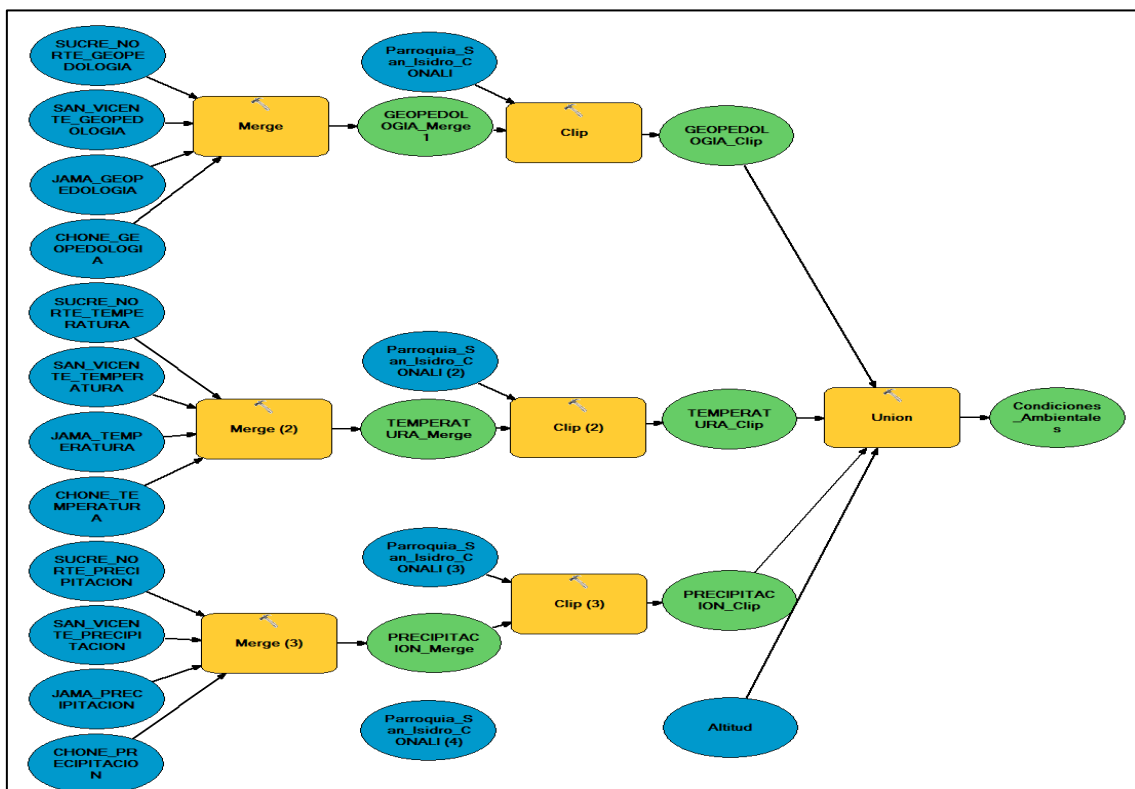 SUCRE_NO
RTE_GEOPE
DOLOGIA
SAN_VICEN
TE_GEOPED
OLOGIA
JAMA_GEOP
EDOLOGIA
CHONE_GE
OPEDOLOGI
A
Merge
Parroquia_S
an_Isidro_C
ONALI
GEOPEDOL
OGIA_Merge
1
Clip
GEOPEDOL
OGIA_Clip
SUCRE_NO
RTE_TEMPE
RATURA
SAN_VICEN
TE_TEMPER
ATURA
JAMA_TEMP
ERATURA
CHONE_TE
MPERATUR
A
Merge (2)
Parroquia_S
an_Isidro_C
ONALI (2)
TEMPERAT
URA_Merge
Clip (2)
TEMPERAT
URA_Clip
Union
Condiciones
_Ambientale
s
SUCRE_NO
RTE_PRECI
PITACION
SAN_VICEN
TE_PRECIPI
TACION
JAMA_PREC
IPITACION
CHONE_PR
ECIPITACIO
N
Merge (3)
Parroquia_S
an_Isidro_C
ONALI (3)
PRECIPITAC
ION_Merge
Clip (3)
PRECIPITAC
ION_Clip
Parroquia_S
an_Isidro_C
ONALI (4)
Altitud